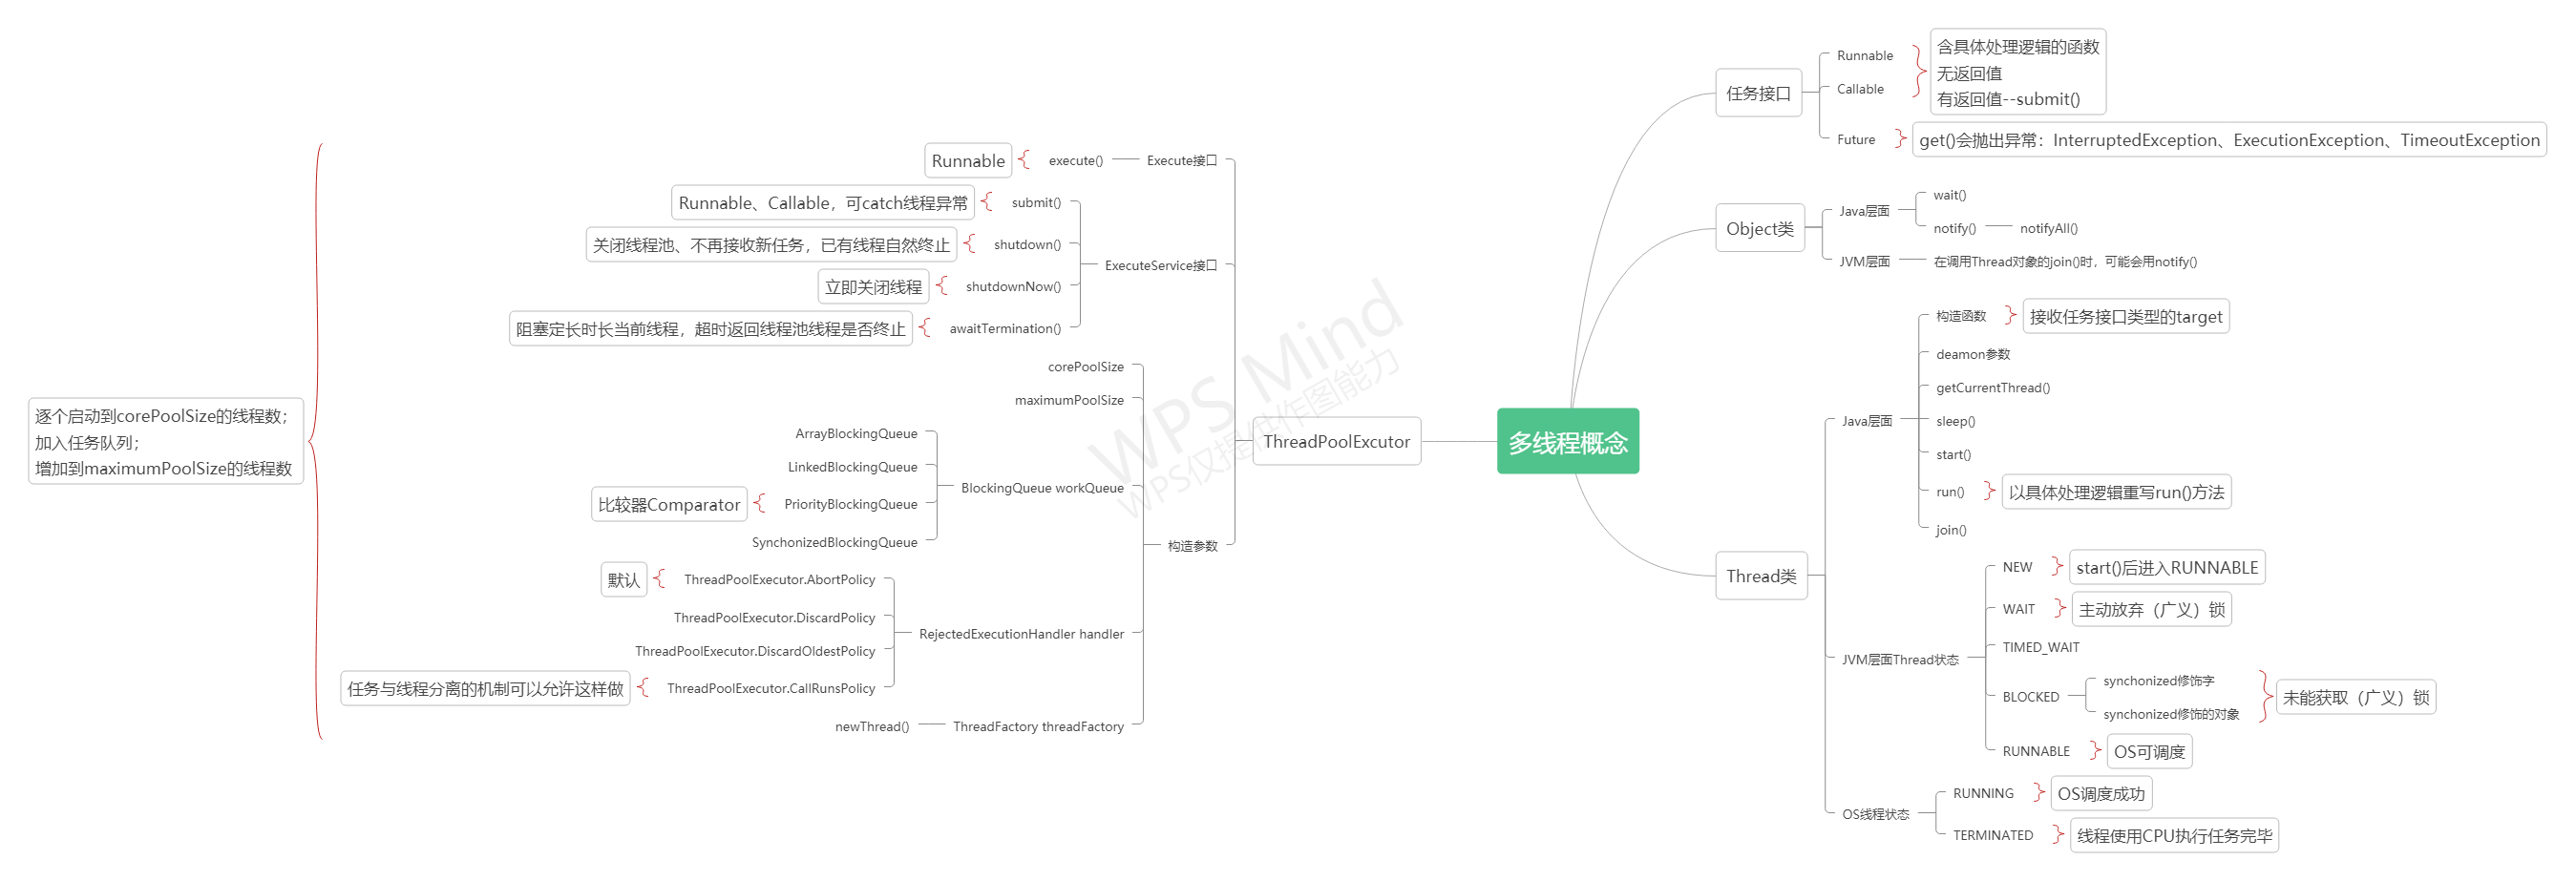 多线程概念
任务接口
Runnable
Callable
含具体处理逻辑的函数
无返回值
有返回值--submit()
Future
get()会抛出异常：InterruptedException、ExecutionException、TimeoutException
Object类
Java层面
wait()
notify()
notifyAll()
JVM层面
在调用Thread对象的join()时，可能会用notify()
Thread类
Java层面
构造函数
接收任务接口类型的target
deamon参数
getCurrentThread()
sleep()
start()
run()
以具体处理逻辑重写run()方法
join()
JVM层面Thread状态
NEW
start()后进入RUNNABLE
WAIT
主动放弃（广义）锁
TIMED_WAIT
BLOCKED
synchonized修饰字
synchonized修饰的对象
未能获取（广义）锁
RUNNABLE
OS可调度
OS线程状态
RUNNING
OS调度成功
TERMINATED
线程使用CPU执行任务完毕
ThreadPoolExcutor
Execute接口
execute()
Runnable
ExecuteService接口
submit()
Runnable、Callable，可catch线程异常
shutdown()
关闭线程池、不再接收新任务，已有线程自然终止
shutdownNow()
立即关闭线程
awaitTermination()
阻塞定长时长当前线程，超时返回线程池线程是否终止
构造参数
corePoolSize
maximumPoolSize
BlockingQueue workQueue
ArrayBlockingQueue
LinkedBlockingQueue
PriorityBlockingQueue
比较器Comparator
SynchonizedBlockingQueue
RejectedExecutionHandler handler
ThreadPoolExecutor.AbortPolicy
默认
ThreadPoolExecutor.DiscardPolicy
ThreadPoolExecutor.DiscardOldestPolicy
ThreadPoolExecutor.CallRunsPolicy
任务与线程分离的机制可以允许这样做
ThreadFactory threadFactory
newThread()
逐个启动到corePoolSize的线程数；
加入任务队列；
增加到maximumPoolSize的线程数
WPS Mind
WPS仅提供作图能力